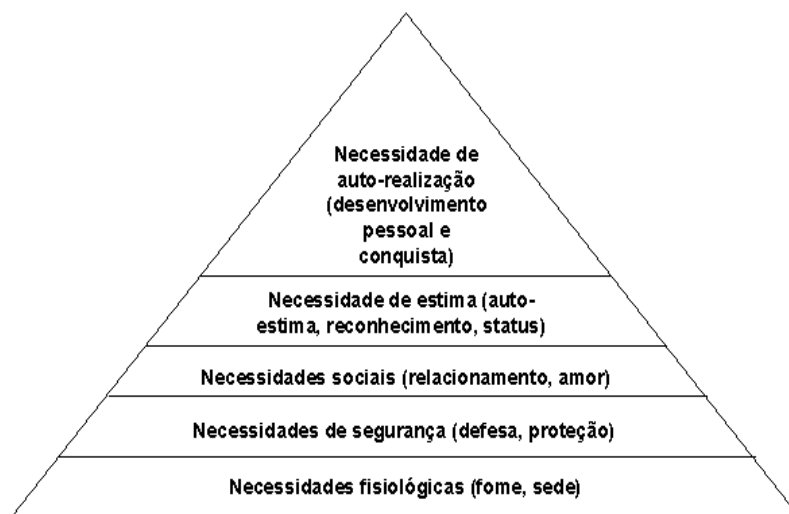 Necessidade de
auto-realização
(desenvolvimento
pessoal e
conquista)
Necessidade de estima (auto-
estima, reconhecimento, status)
Necessidades sociais (relacionamento, amor)
Necessidades de segurança (defesa, proteção)
Necessidades fisiológicas (fome, sede)